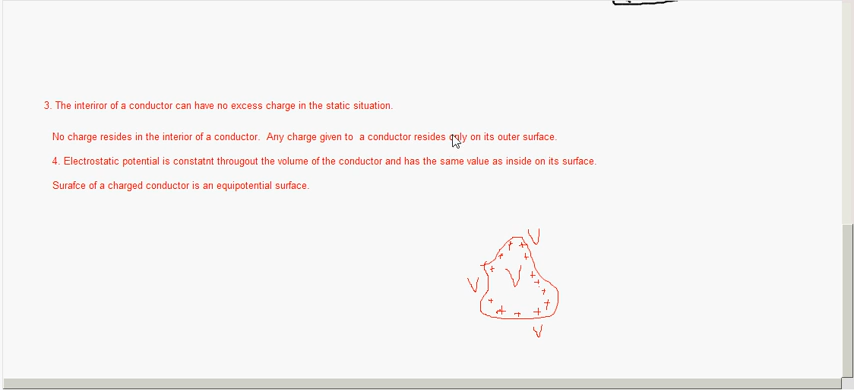 3. The interiror of a conductor can have no excess charge in the static situation.
No charge resides in the interior of a conductor. Any charge given to a conductor resides only on its outer surface.
4. Electrostatic potential is constatnt througout the volume of the conductor and has the same value as inside on its surface.
Surafce of a charged conductor is an equipotential surface.
V
V
V
V